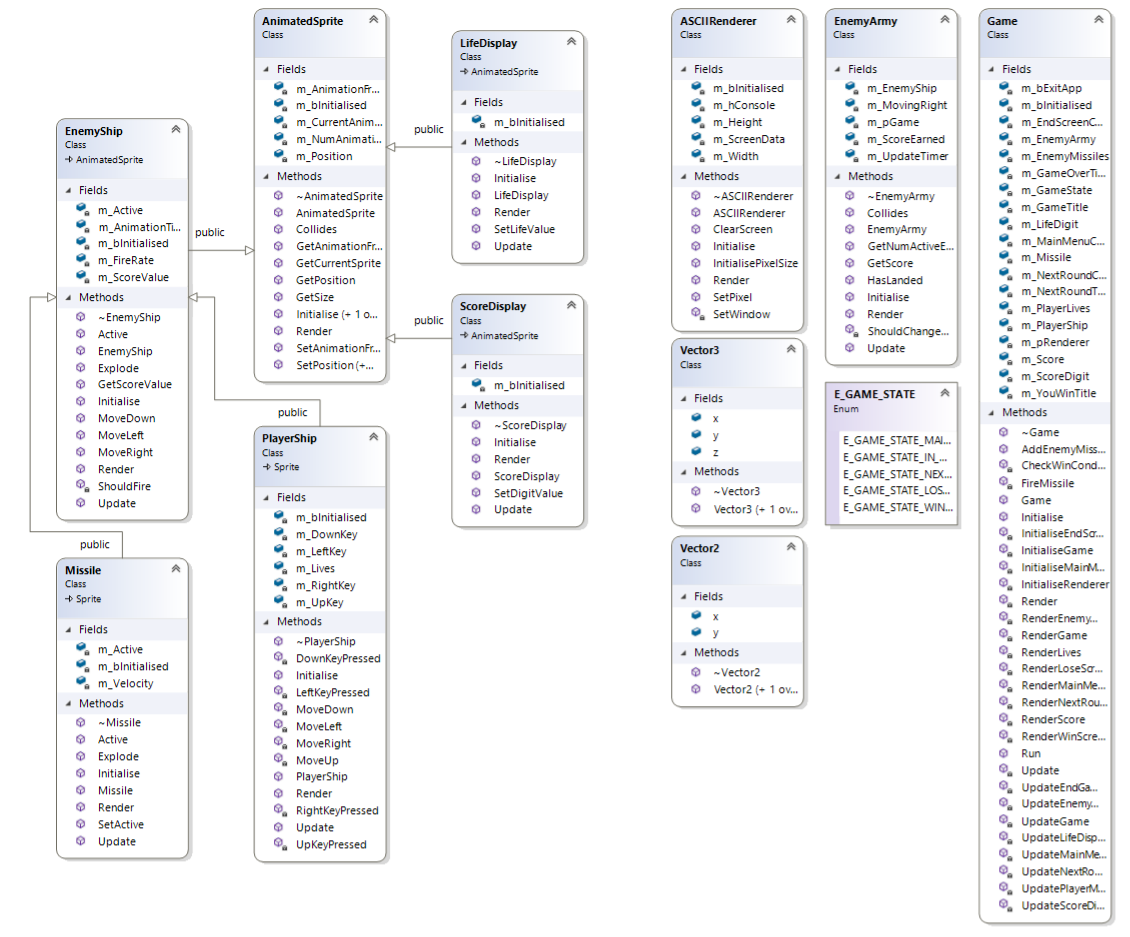 EnemyShip
Class
AnimatedSprite
Fields
m_Active
m_AnimationTi...
m_bInitialised
m_FireRate
m_ScoreValue
Methods
~EnemyShip
Active
EnemyShip
Explode
GetScoreValue
Initialise
MoveDown
MoveLeft
MoveRight
Render
ShouldFire
Update
public
Missile
Class
Sprite
Fields
m_Active
m_bInitialised
m_Velocity
Methods
~Missile
Active
Explode
Initialise
Missile
Render
SetActive
Update
public
AnimatedSprite
Class
Fields
m_AnimationFr...
m_bInitialised
m_CurrentAnim...
m_NumAnimati...
m_Position
Methods
~AnimatedSprite
AnimatedSprite
Collides
GetAnimationFr...
GetCurrentSprite
GetPosition
GetSize
Initialise (+ 1 o...
Render
SetAnimationFr...
SetPosition (+...
public
PlayerShip
Class
Sprite
Fields
m_bInitialised
m_DownKey
m_LeftKey
m_Lives
m_RightKey
m_UpKey
Methods
~PlayerShip
DownKeyPressed
Initialise
LeftKeyPressed
MoveDown
MoveLeft
MoveRight
MoveUp
PlayerShip
Render
RightKeyPressed
Update
UpKeyPressed
public
LifeDisplay
Class
AnimatedSprite
Fields
m_bInitialised
Methods
~LifeDisplay
Initialise
LifeDisplay
Render
SetLifeValue
Update
public
ScoreDisplay
Class
AnimatedSprite
Fields
m_bInitialised
Methods
~ScoreDisplay
Initialise
Render
ScoreDisplay
SetDigitValue
Update
ASCIIRenderer
Class
Fields
m_bInitialised
m_hConsole
m_Height
m_ScreenData
m_Width
Methods
~ASCIIRenderer
ASCIIRenderer
ClearScreen
Initialise
InitialisePixelSize
Render
SetPixel
SetWindow
Vector3
Class
Fields
x
y
z
Methods
~Vector3
Vector3 (+ 1 ov...
Vector2
Class
Fields
x
y
Methods
~Vector2
Vector2 (+ 1 ov...
EnemyArmy
Class
Fields
m_EnemyShip
m_MovingRight
m_pGame
m_ScoreEarned
m_UpdateTimer
Methods
~EnemyArmy
Collides
EnemyArmy
GetNumActiveE...
GetScore
HasLanded
Initialise
Render
ShouldChange...
Update
E_GAME_STATE
Enum
E_GAME_STATE_MAI...
E_GAME_STATE_IN_...
E_GAME_STATE_NEX...
E_GAME_STATE_LOS...
E_GAME_STATE_WIN...
Game
Class
Fields
m_bExitApp
m_bInitialised
m_EndScreenC...
m_EnemyArmy
m_EnemyMissiles
m_GameOverTi...
m_GameState
m_GameTitle
m_LifeDigit
m_MainMenuC...
m_Missile
m_NextRoundC...
m_NextRoundT...
m_PlayerLives
m_PlayerShip
m_pRenderer
m_Score
m_ScoreDigit
m_YouWinTitle
Methods
~Game
AddEnemyMiss...
CheckWinCond...
FireMissile
Game
Initialise
InitialiseEndScr...
InitialiseGame
InitialiseMainM...
InitialiseRenderer
Render
RenderEnemy...
RenderGame
RenderLives
RenderLoseScr...
RenderMainMe...
RenderNextRou...
RenderScore
RenderWinScre...
Run
Update
UpdateEndGa...
UpdateEnemy...
UpdateGame
UpdateLifeDisp...
UpdateMainMe...
UpdateNextRo...
UpdatePlayerM...
UpdateScoreDi...